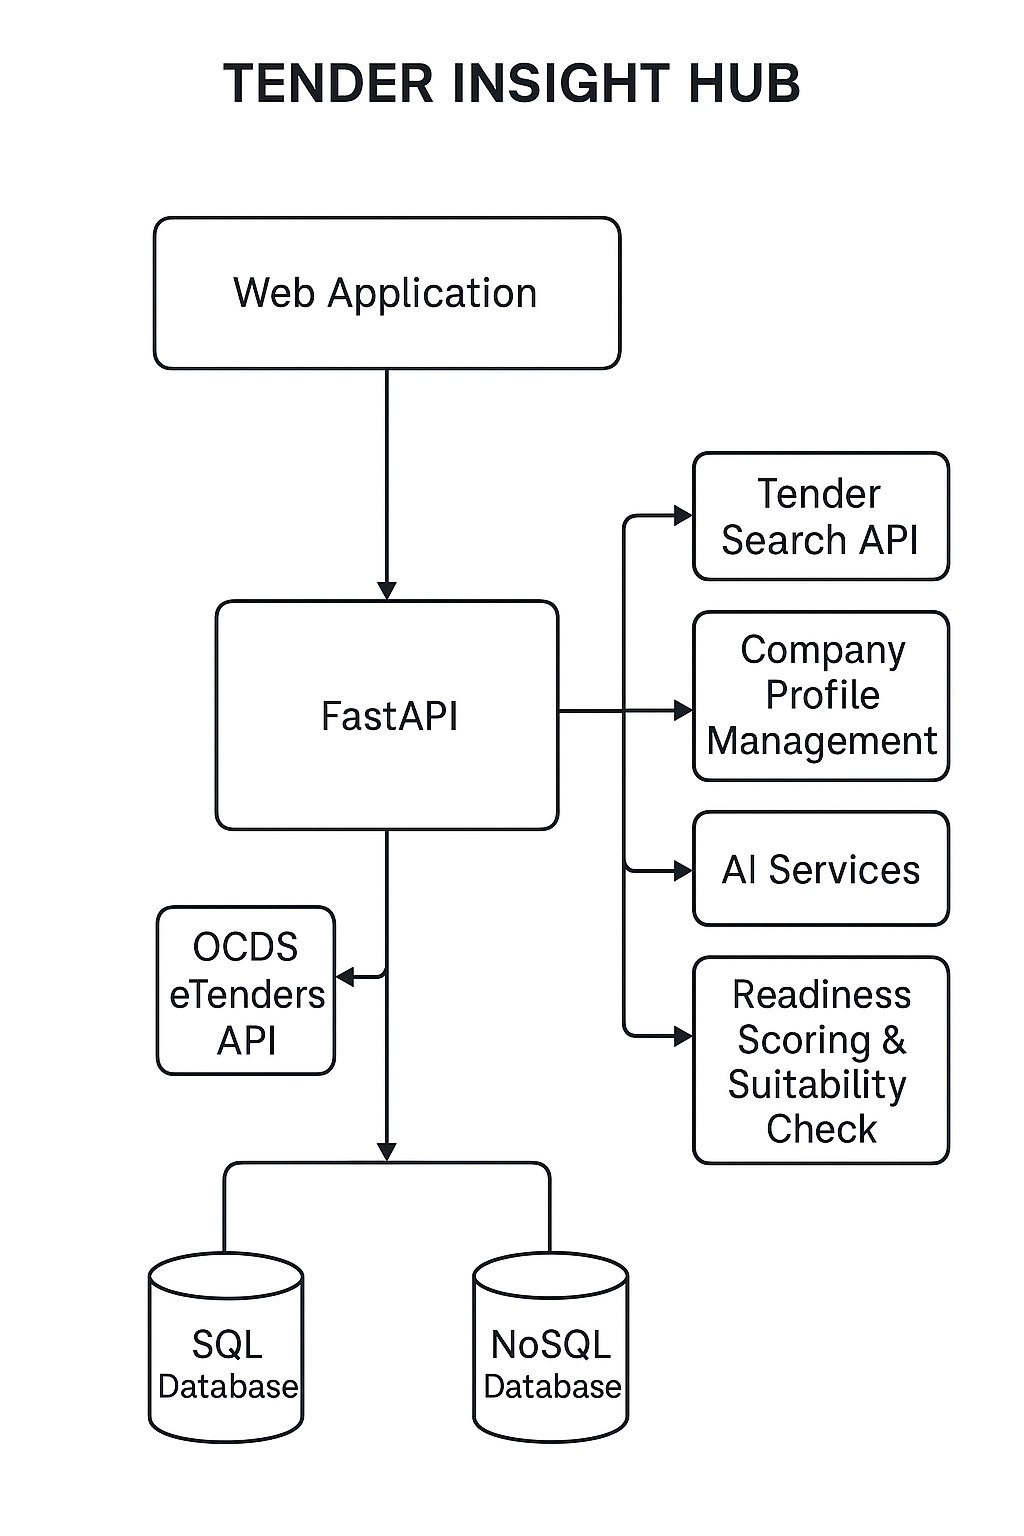 TENDER INSIGHT HUB
Web Application
Tender
Search API
Company
Profile
Management
FastAPI
AI Services
OCDS
eTenders
API
Readiness
Scoring &
Suitability
Check
SQL
Database
NoSQL
Database